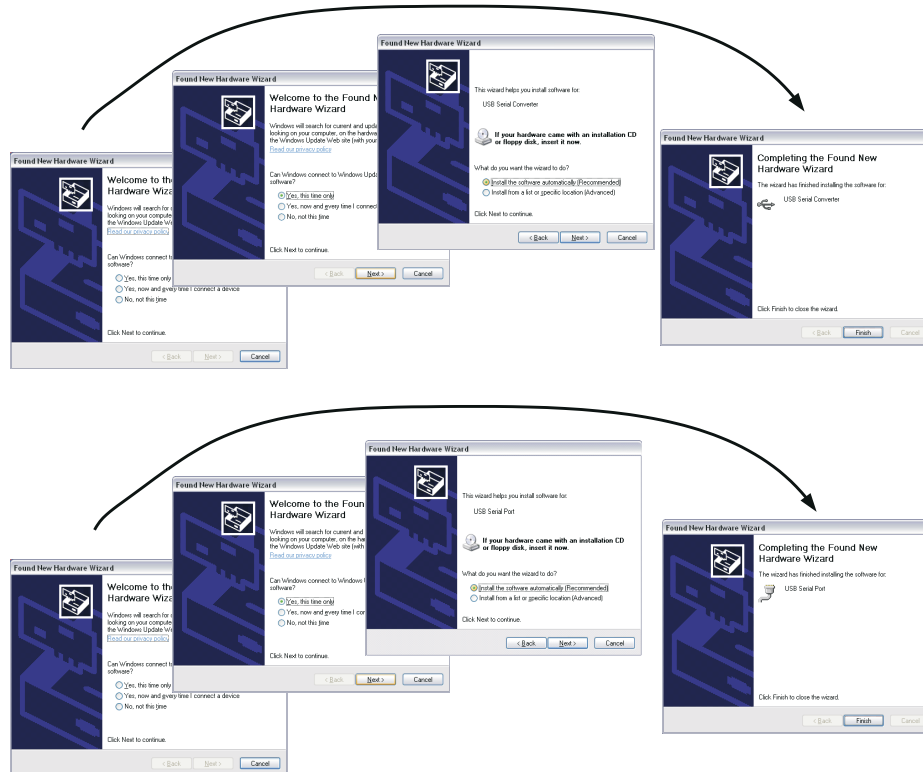 Found New Hardware Wizard
Welcome to th
Hardware Wiza
Windows will search for
looking on your compute
the Windows Update W
Read our privacy policy
Can Windows connect t
software?
Yes, this time only
Yes, now and every time I connect a device
No, not this time
Click Next to continue.
< Back
Next >
Cancel
Found New Hardware Wizard
Welcome to the Found N
Hardware Wizard
Windows will search for current and upda
looking on your computer, on the hardwa
the Windows Update Web site (with your
Read our privacy policy
Can Windows connect to Windows Upda
software?
Yes, this time only
Yes, now and every time I connec
No, not this time
Click Next to continue.
< Back
Next >
Cancel
Found New Hardware Wizard
This wizard helps you install software for:
USB Serial Converter
If your hardware came with an installation CD
or floppy disk, insert it now.
What do you want the wizard to do?
Install the software automatically (Recommended)
Install from a list or specific location (Advanced)
Click Next to continue.
< Back
Next >
Cancel
Found New Hardware Wizard
Completing the Found New
Hardware Wizard
The wizard has finished installing the software for:
USB Serial Converter
Click Finish to close the wizard.
< Back
Finish
Cancel
Found New Hardware Wizard
Welcome to th
Hardware Wiza
Windows will search for
looking on your compute
the Windows Update W
Read our privacy policy
Can Windows connect t
software?
Yes, this time only
Yes, now and every time I connect a device
No, not this time
Click Next to continue.
< Back
Next >
Cancel
Found New Hardware Wizard
Welcome to the Foun
Hardware Wizard
Windows will search for current and
looking on your computer, on the ha
the Windows Update Web site (with
Read our privacy policy
Can Windows connect to Windows
software?
Yes, this time only
Yes, now and every time I cor
No, not this time
Click Next to continue.
< Back
Next >
Cancel
Found New Hardware Wizard
This wizard helps you install software for:
USB Serial Port
If your hardware came with an installation CD
or floppy disk, insert it now.
What do you want the wizard to do?
Install the software automatically (Recommended)
Install from a list or specific location (Advanced)
Click Next to continue.
< Back
Next >
Cancel
Found New Hardware Wizard
Completing the Found New
Hardware Wizard
The wizard has finished installing the software for:
USB Serial Port
Click Finish to close the wizard.
< Back
Finish
Cancel